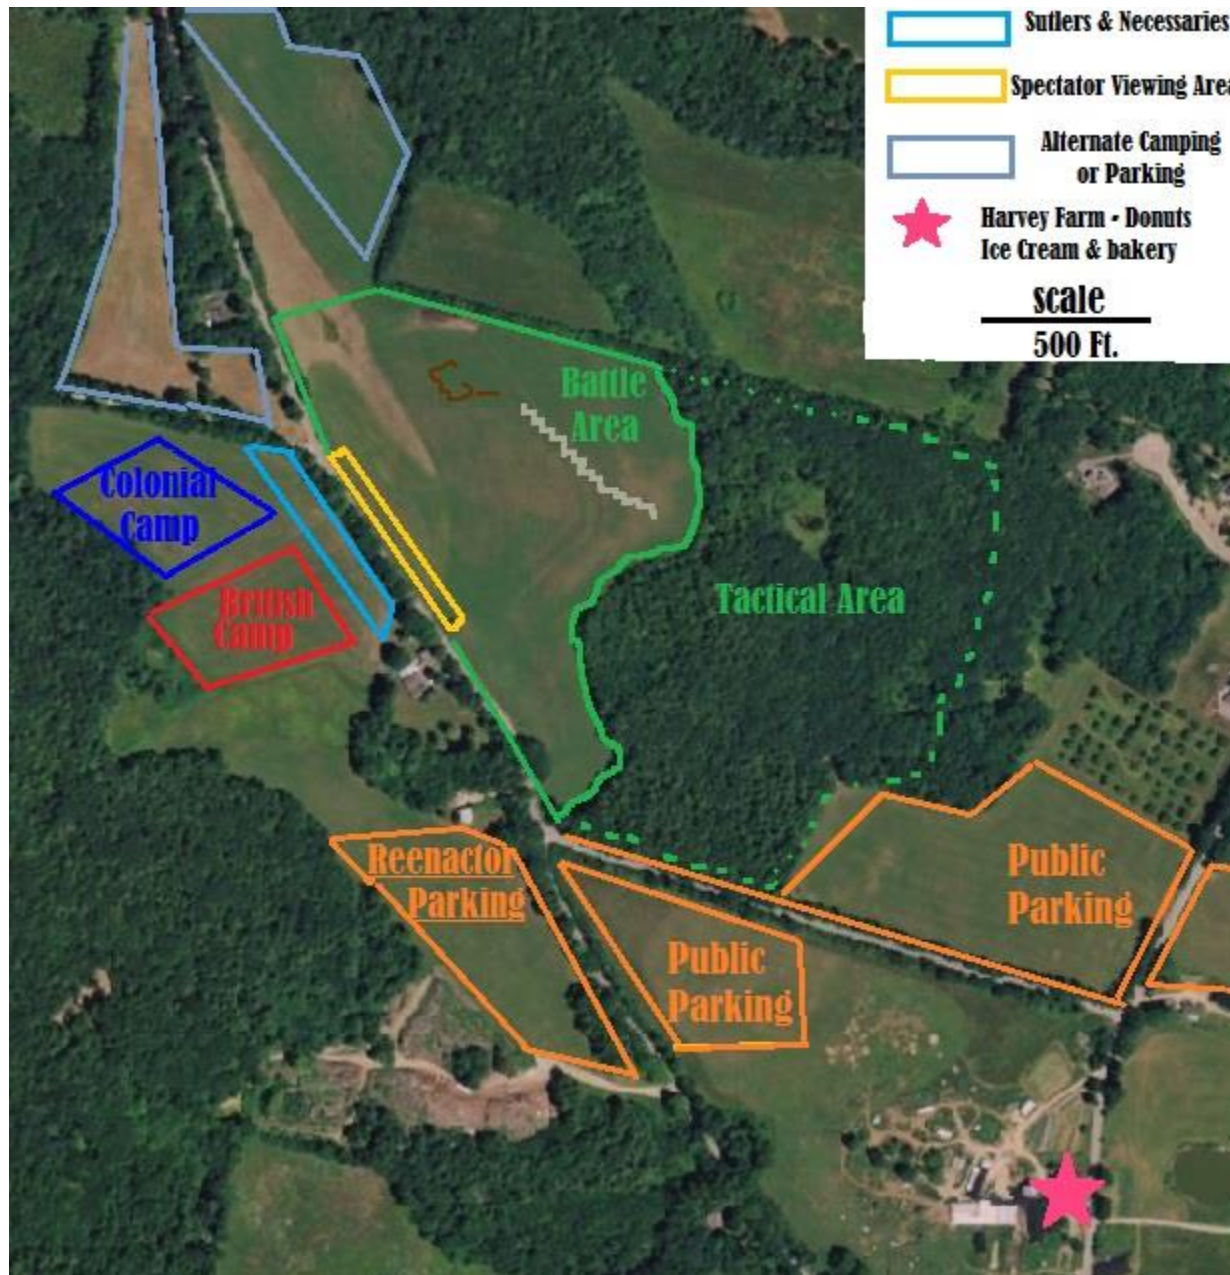 Sutlers & Necessaries
Spectator Viewing Area
Alternate Camping
or Parking
Harvey Farm - Donuts
Ice Cream & bakery
scale
500 Ft.
Battle
Area
Colonial
Camp
British
Camp
Tactical Area
Reenactor
Parking
Public
Parking
Public
Parking